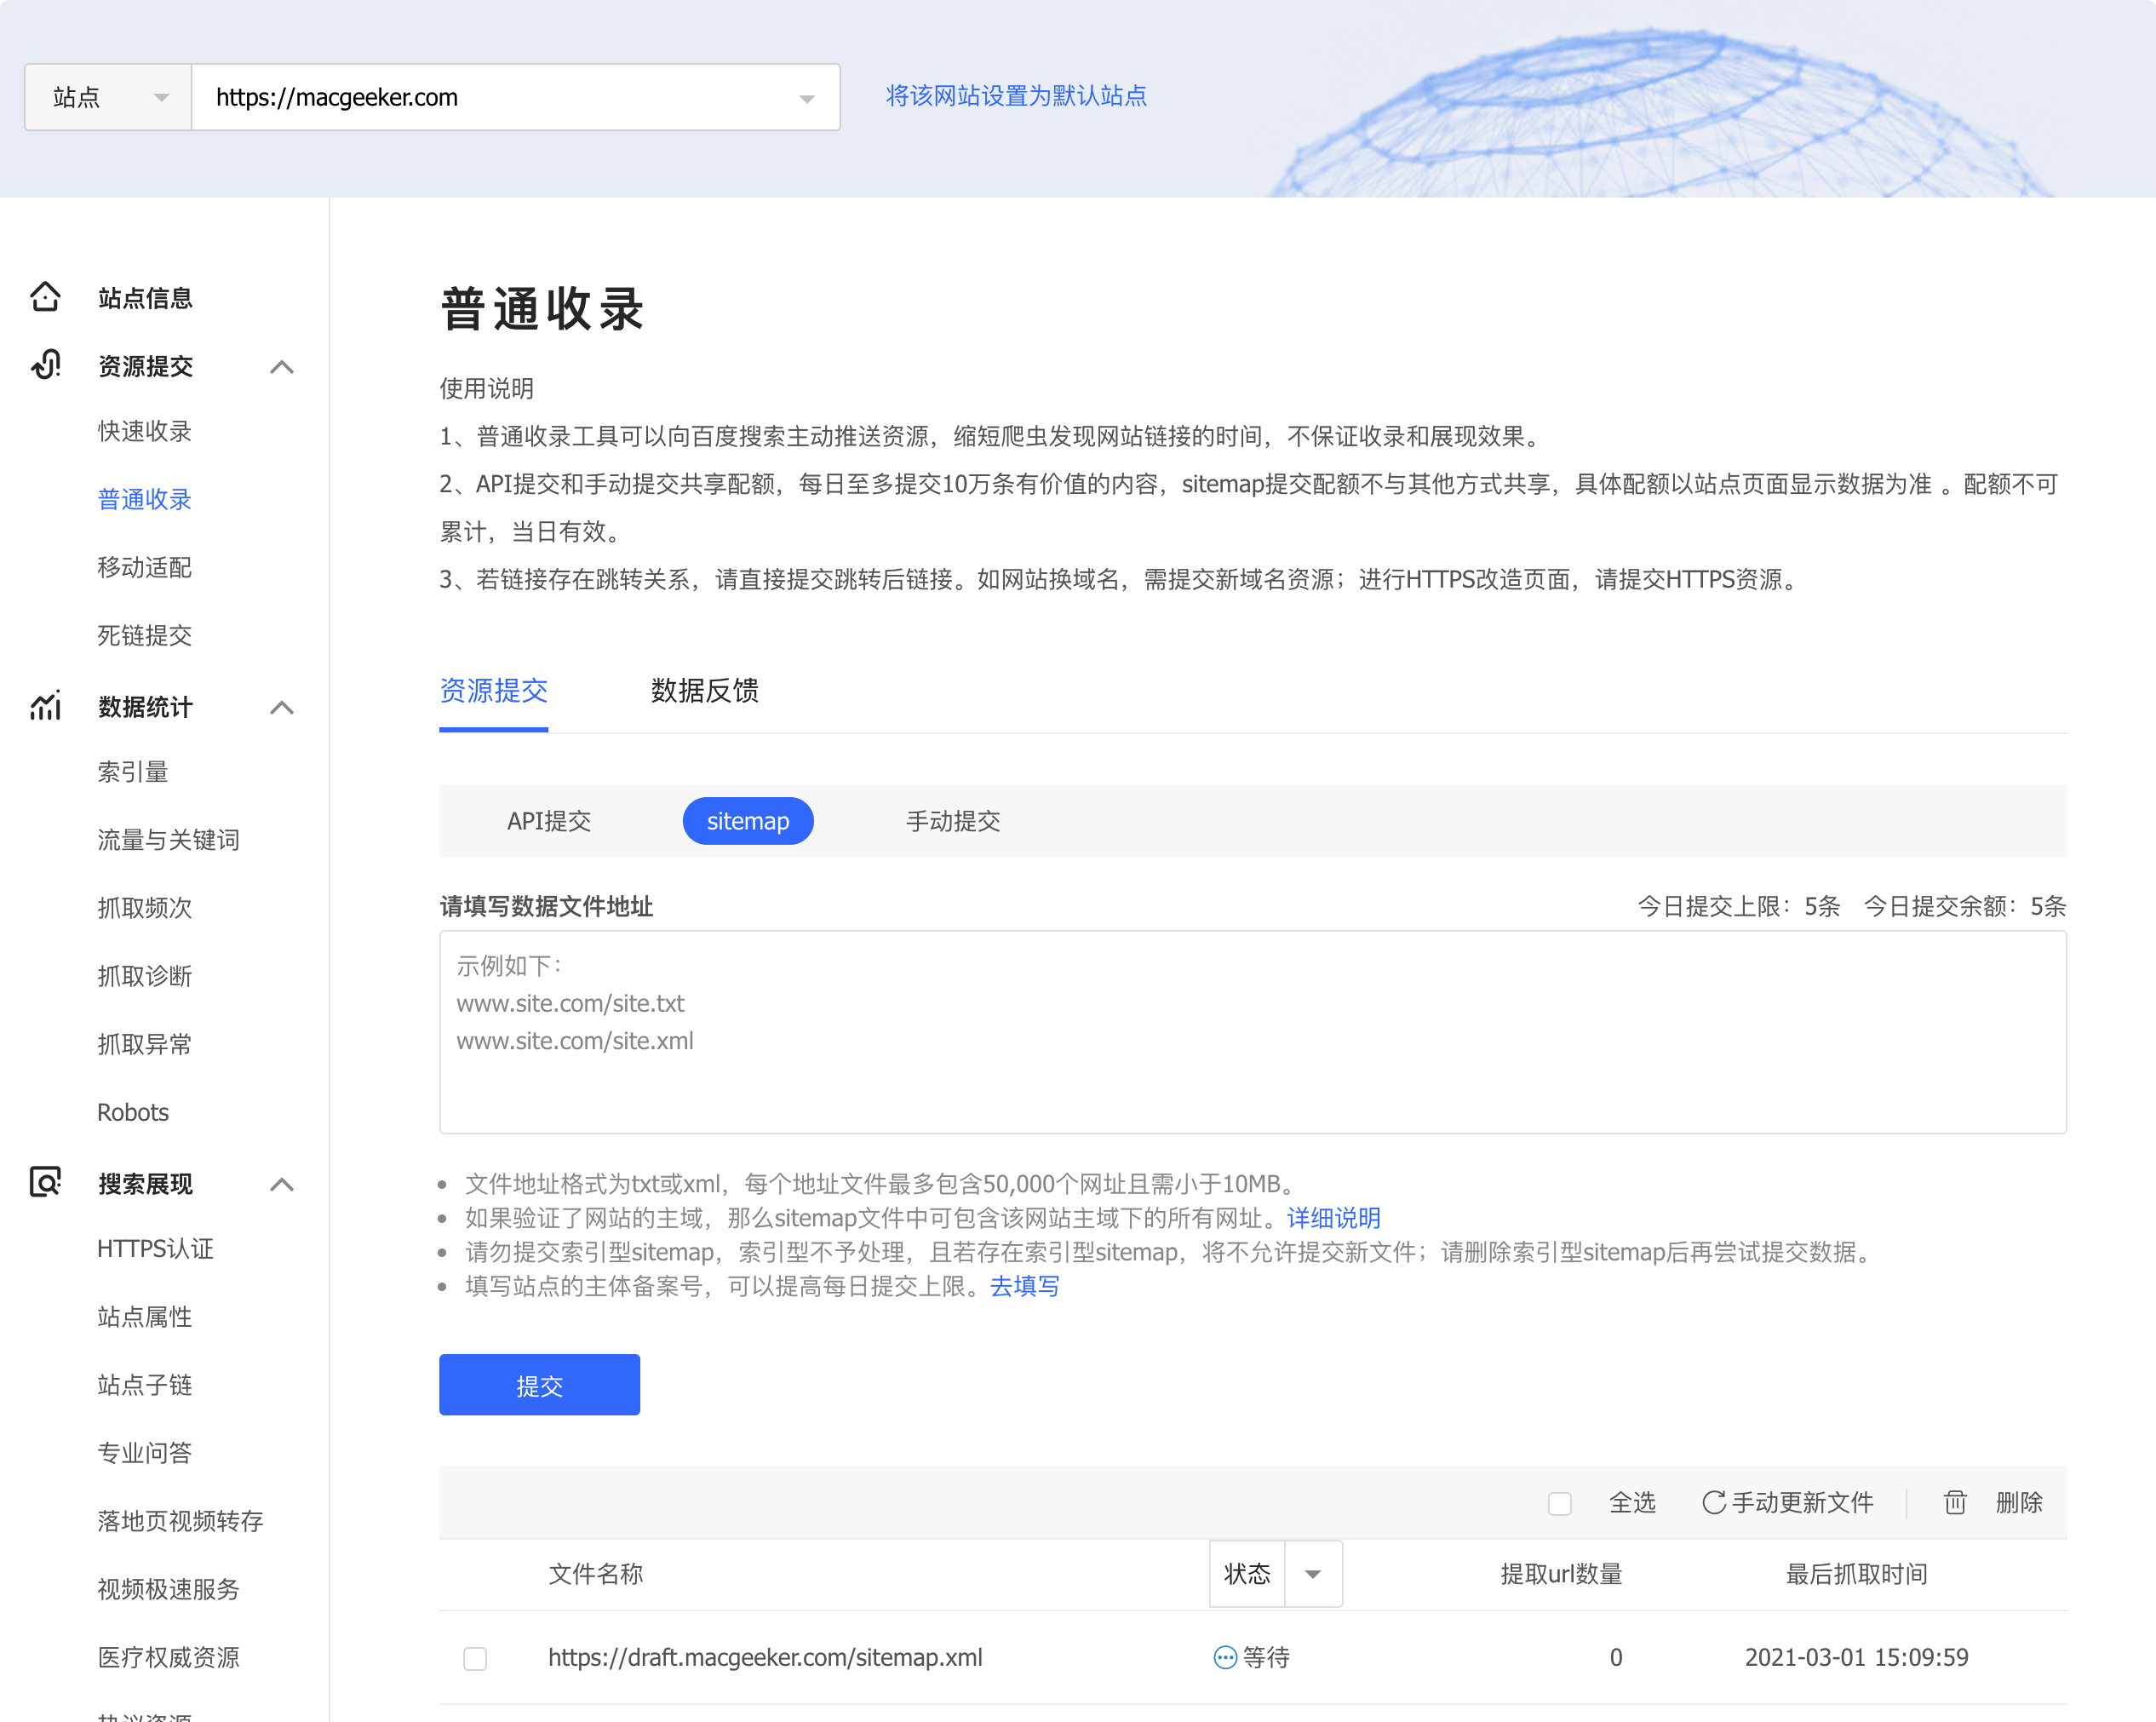 站点
https://macgeeker.com
将该网站设置为默认站点
站点信息
资源提交
快速收录
普通收录
移动适配
死链提交
数据统计
索引量
流量与关键词
抓取频次
抓取诊断
抓取异常
Robots
搜索展现
HTTPS认证
站点属性
站点子链
专业问答
落地页视频转存
视频极速服务
医疗权威资源
普通收录
使用说明
1、普通收录工具可以向百度搜索主动推送资源，缩短爬虫发现网站链接的时间，不保证收录和展现效果。
2、API提交和手动提交共享配额，每日至多提交10万条有价值的内容，sitemap提交配额不与其他方式共享，具体配额以站点页面显示数据为准 。配额不可
累计，当日有效。
3、若链接存在跳转关系，请直接提交跳转后链接。如网站换域名，需提交新域名资源；进行HTTPS改造页面，请提交HTTPS资源。
资源提交 数据反馈
API提交 sitemap 手动提交
请填写数据文件地址 今日提交上限：5条 今日提交余额：5条
示例如下：
www.site.com/site.txt
www.site.com/site.xml
文件地址格式为txt或xml，每个地址文件最多包含50,000个网址且需小于10MB。
如果验证了网站的主域，那么sitemap文件中可包含该网站主域下的所有网址。详细说明
请勿提交索引型sitemap，索引型不予处理，且若存在索引型sitemap，将不允许提交新文件；请删除索引型sitemap后再尝试提交数据。
填写站点的主体备案号，可以提高每日提交上限。去填写
提交
全选 手动更新文件 删除
文件名称 状态 提取url数量 最后抓取时间
https://draft.macgeeker.com/sitemap.xml 等待 0 2021-03-01 15:09:59